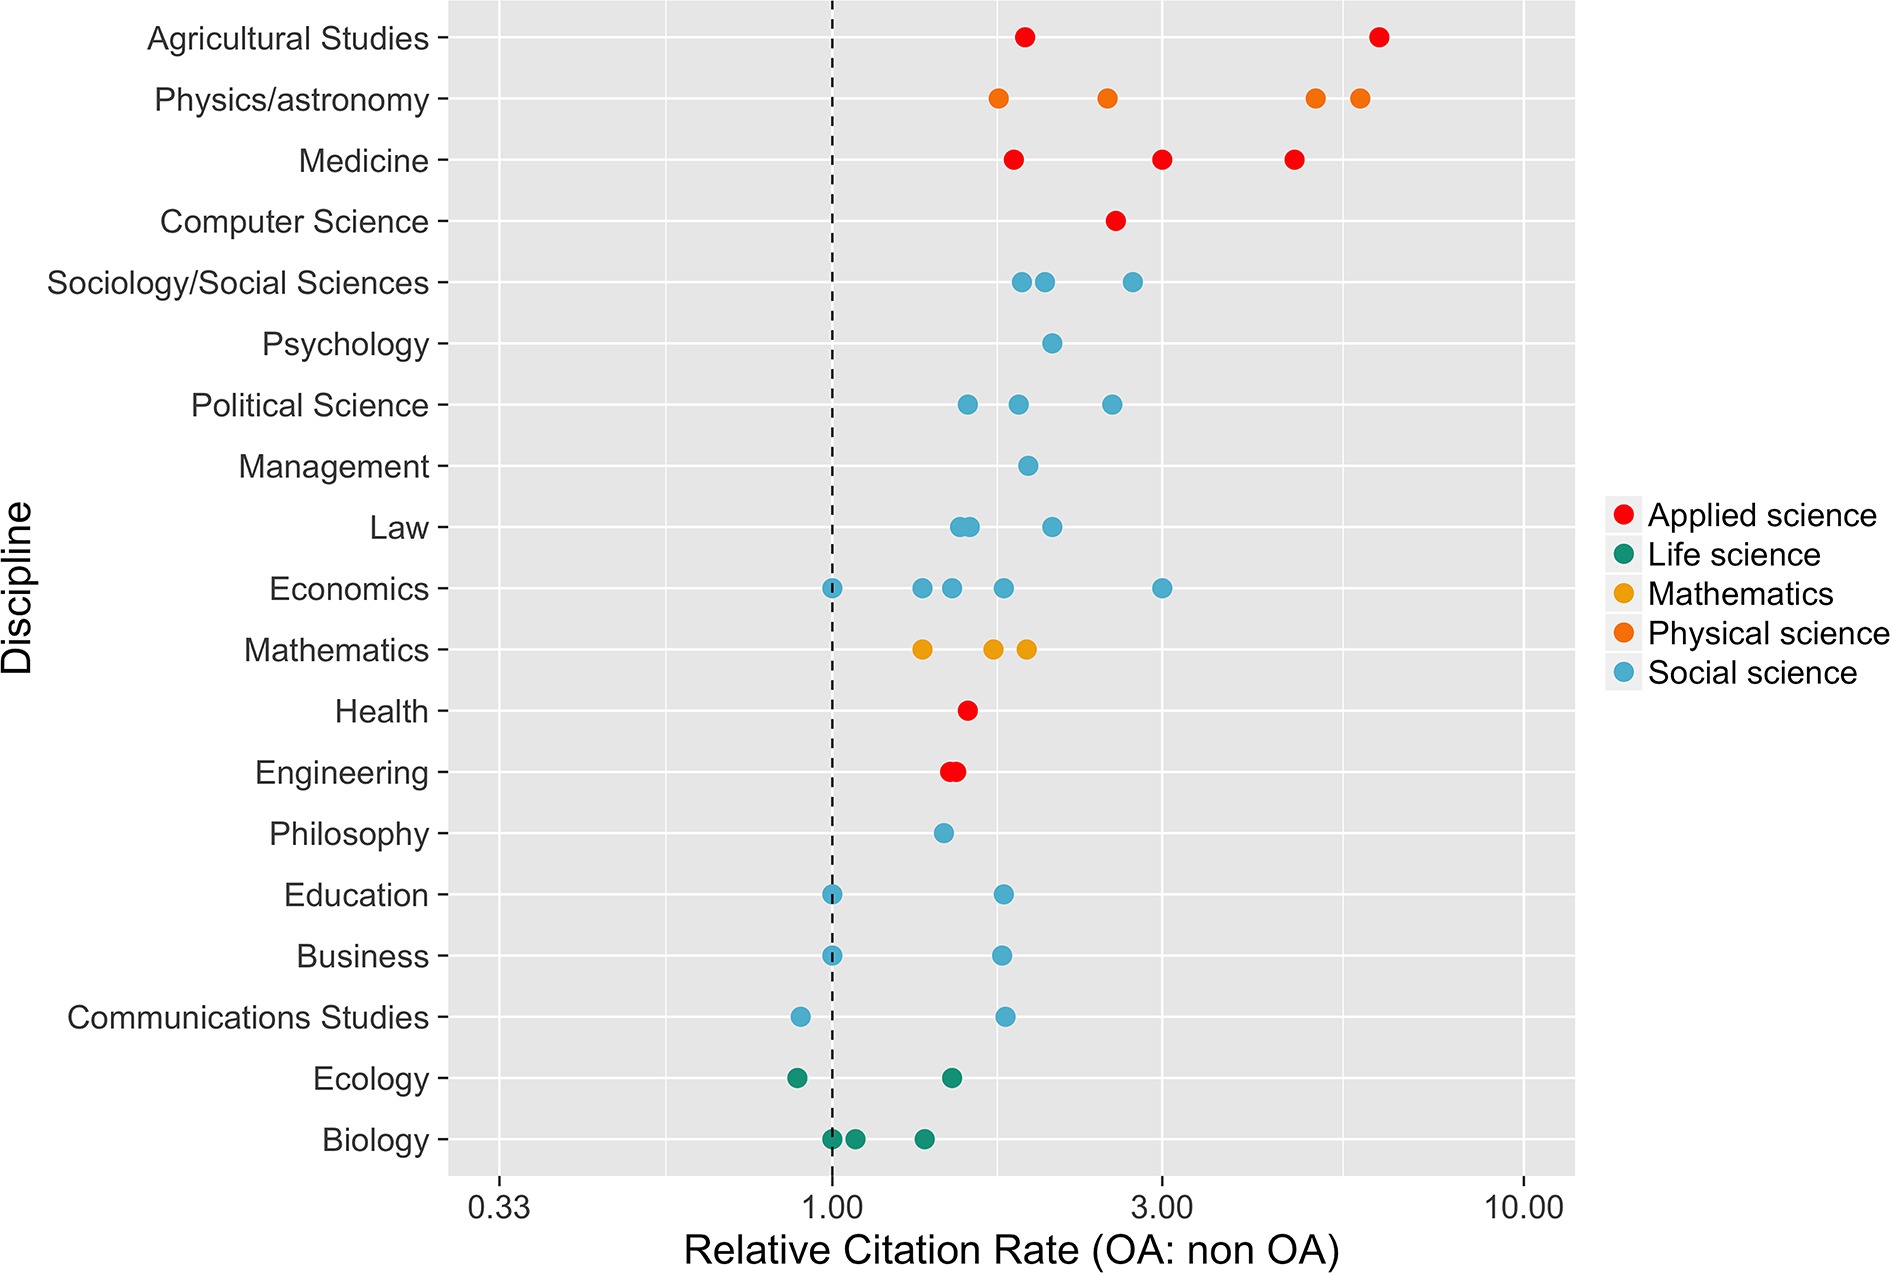 Discipline
Agricultural Studies
Physics/astronomy
Medicine
Computer Science
Sociology/Social Sciences
Psychology
Political Science
Management
Law
Economics
Mathematics
Health
Engineering
Philosophy
Education
Business
Communications Studies
Ecology
Biology
0.33 1.00 3.00 10.00
Relative Citation Rate (OA: non OA)
Applied science
Life science
Mathematics
Physical science
Social science